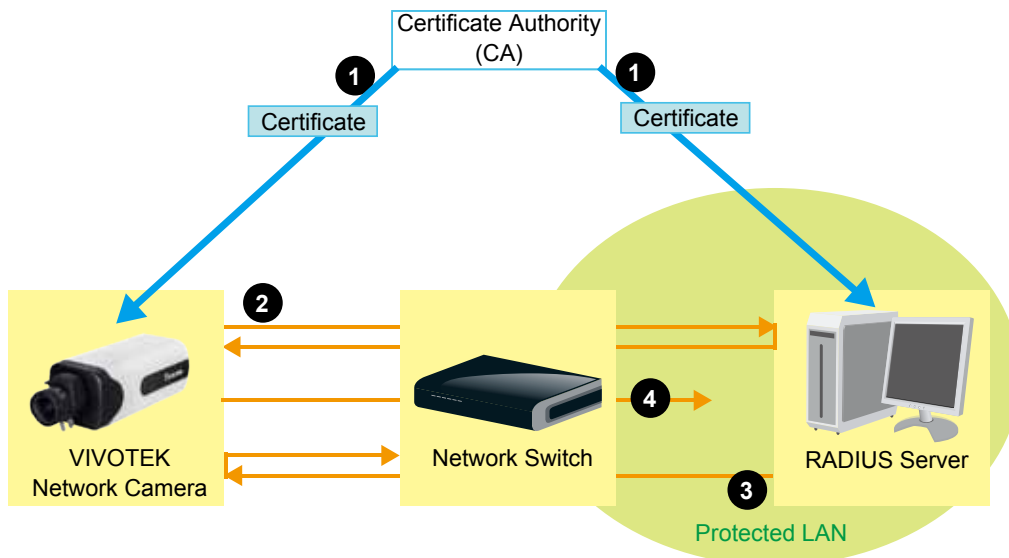 Certificate Authority
(CA)
1
1
Certificate
Certificate
2
4
VIVOTEK
Network Camera
Network Switch
RADIUS Server
3
Protected LAN